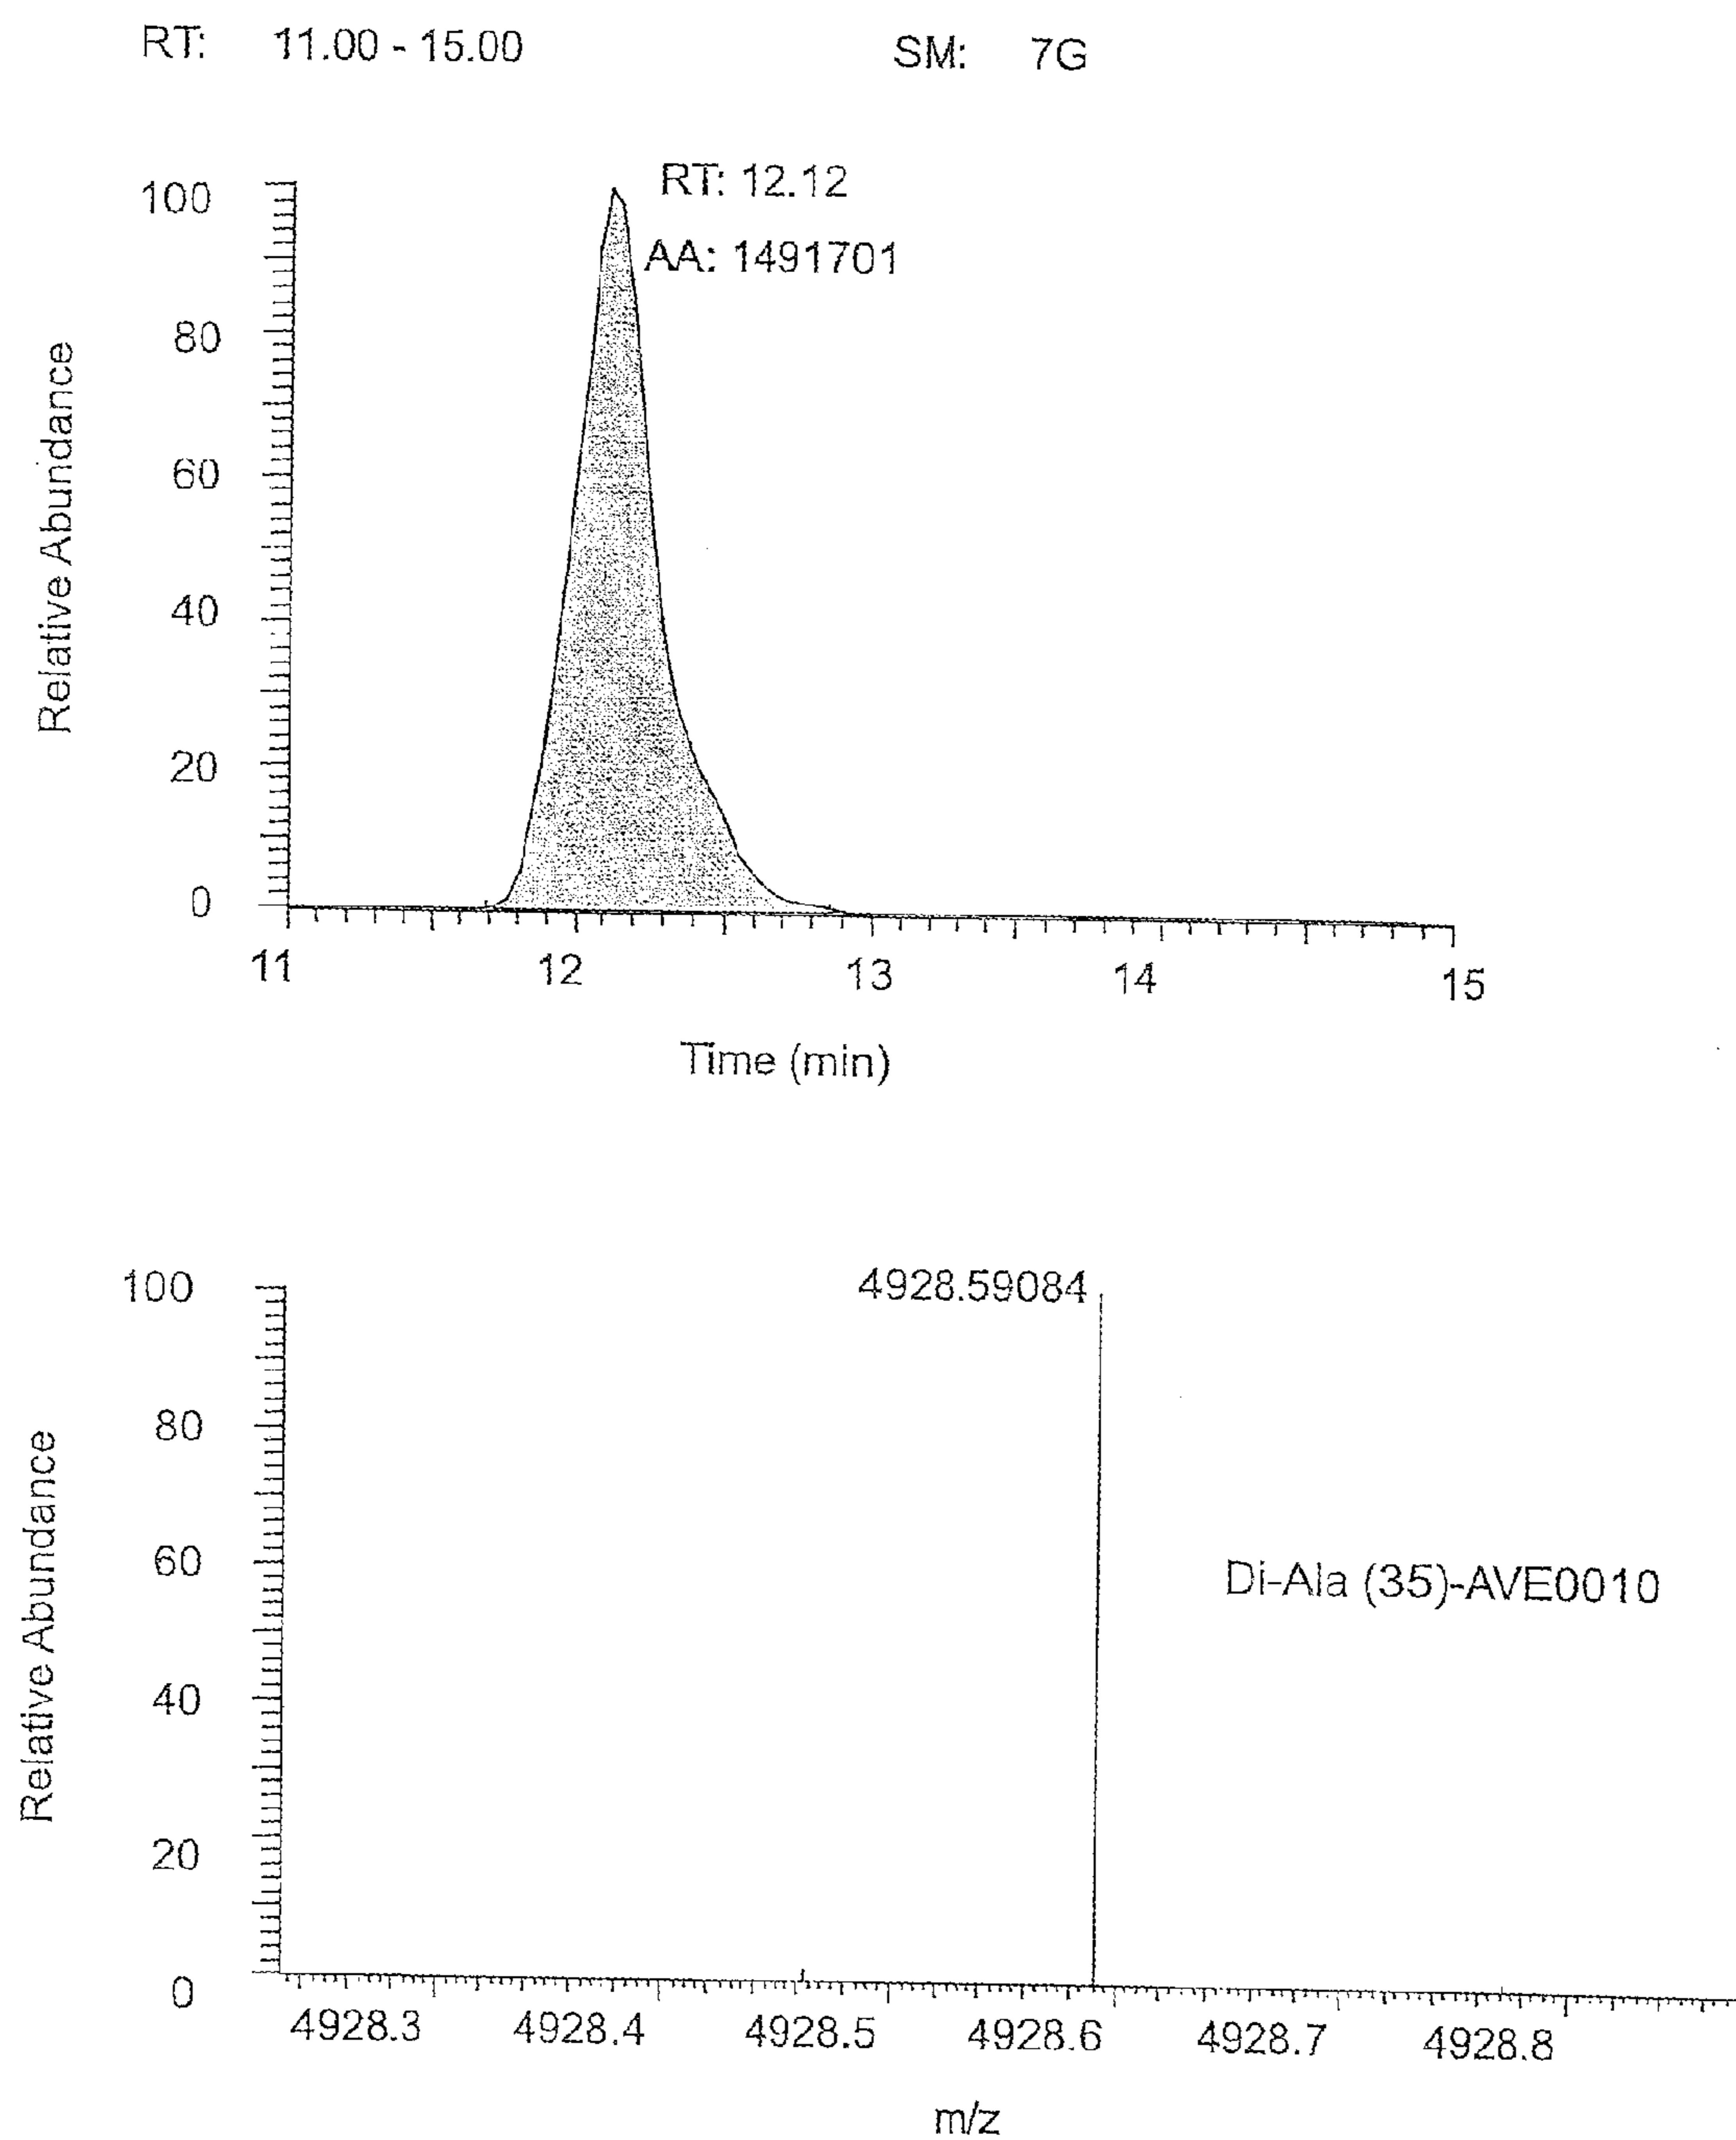 RT: 11.00 - 15.00 SM: 7G
RT: 12.12
AA: 1491701
100
80
60
40
20
0
Relative Abundance
11 12 13 14 15
Time (min)
4928.59084
100
80
60
40
20
0
Relative Abundance
Di-Ala (35)-AVE0010
4928.3 4928.4 4928.5 4928.6 4928.7 4928.8
m/z